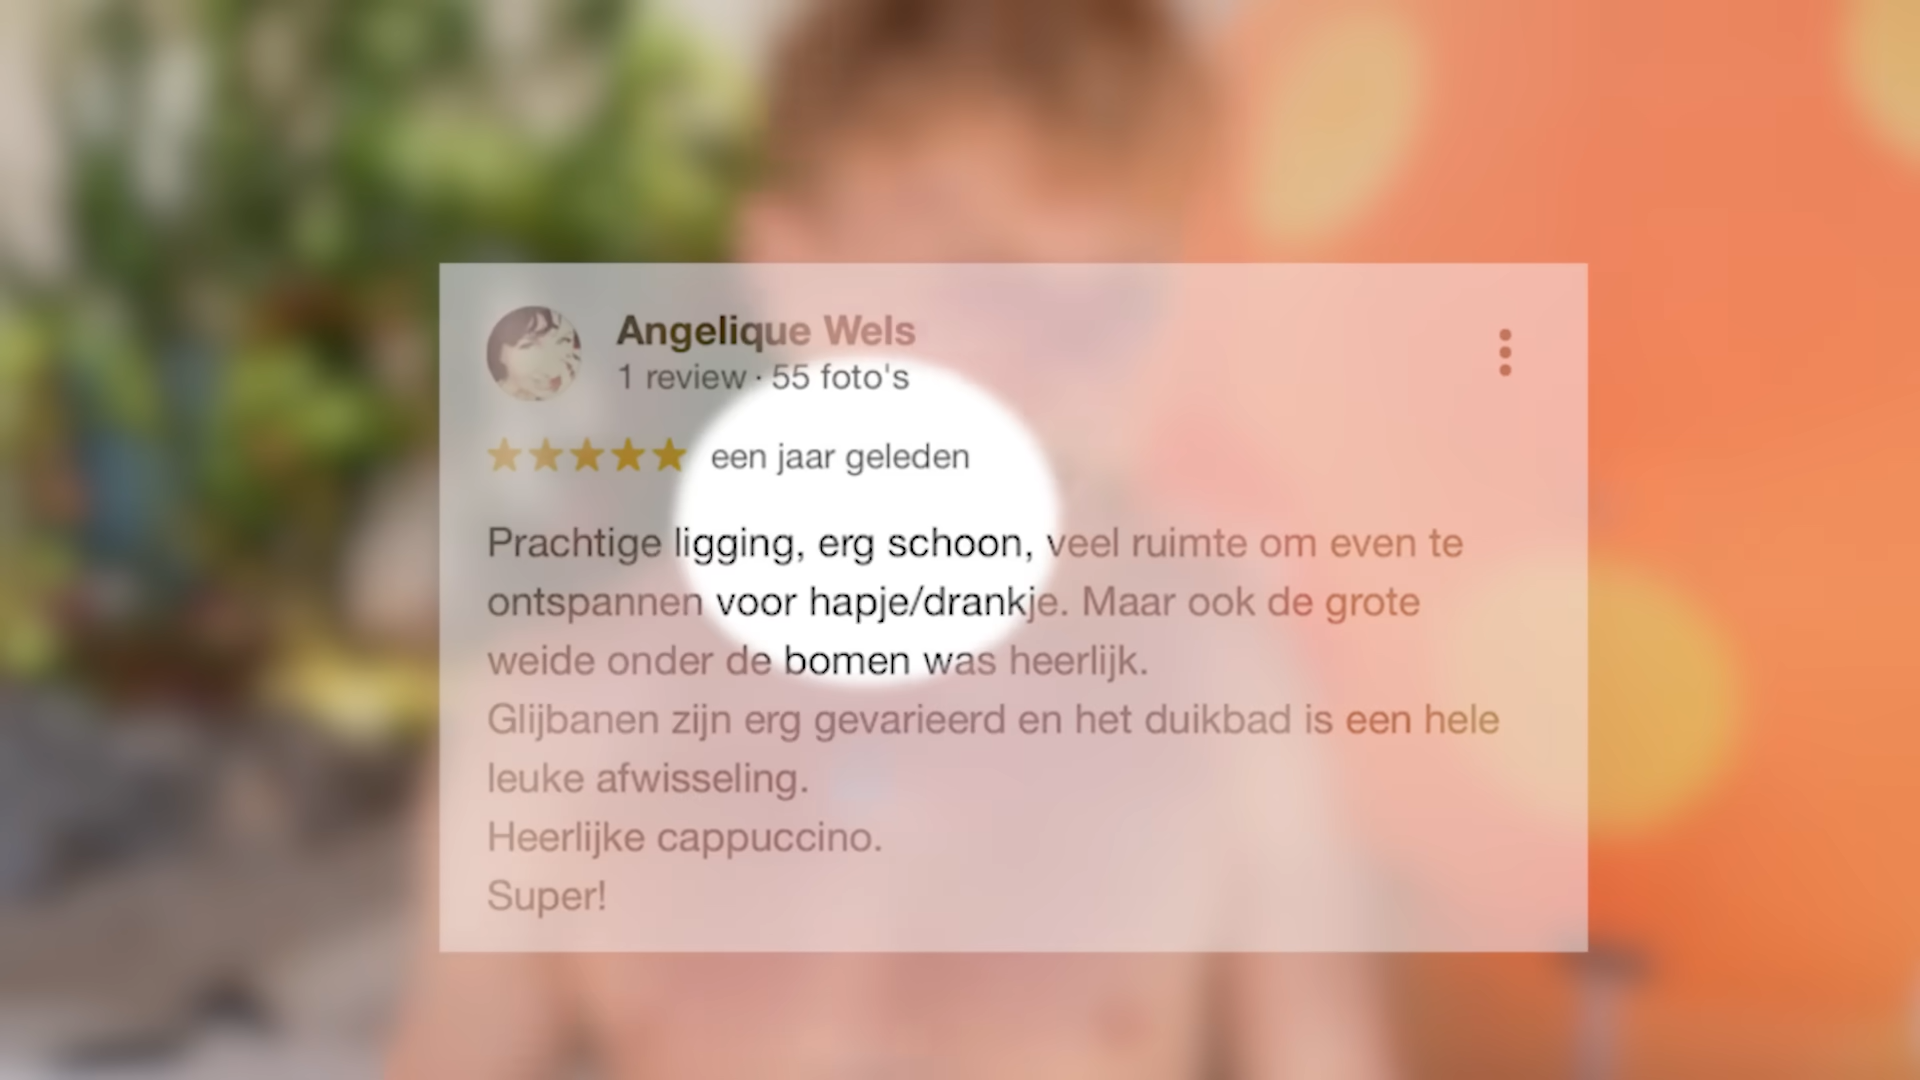 Angelique Wels
1 review · 55 foto's
een jaar geleden
Prachtige ligging, erg schoon, veel ruimte om even te
ontspannen voor hapje/drankje. Maar ook de grote
weide onder de bomen was heerlijk.
Glijbanen zijn erg gevarieerd en het duikbad is een hele
leuke afwisseling.
Heerlijke cappuccino.
Super!